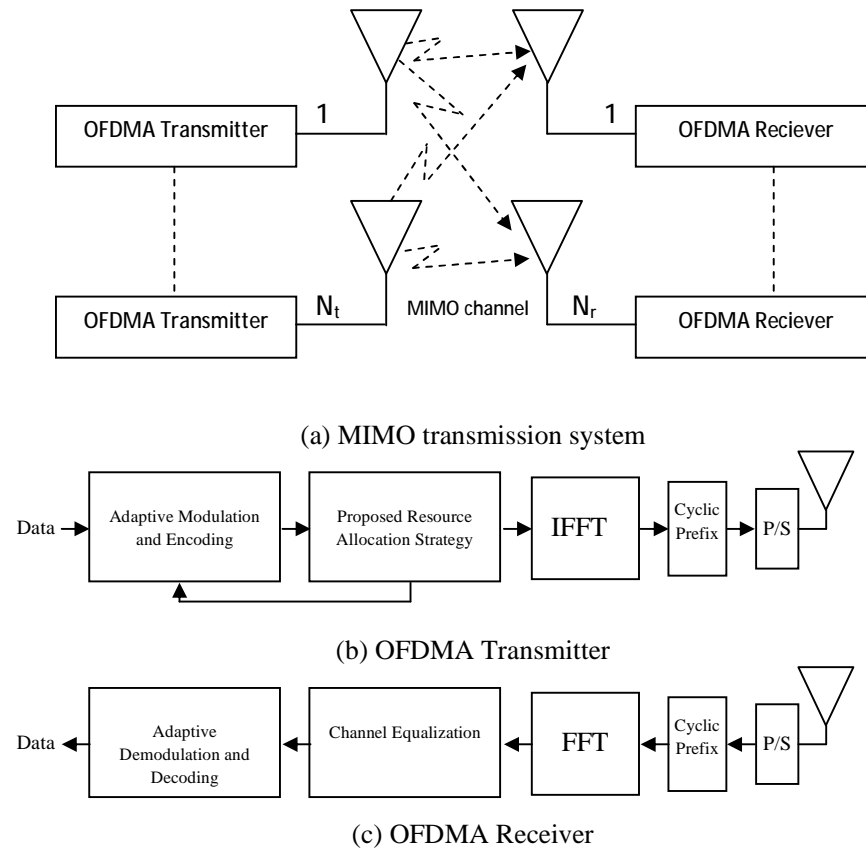 1 1
OFDMA Transmitter OFDMA Reciever
Nt MIMO channel Nr
OFDMA Transmitter OFDMA Reciever
(a) MIMO transmission system
Data
Adaptive Modulation
and Encoding
Proposed Resource
Allocation Strategy
IFFT
Cyclic
Prefix
P/S
(b) OFDMA Transmitter
Data
Adaptive
Demodulation and
Decoding
Channel Equalization
FFT
Cyclic
Prefix
P/S
(c) OFDMA Receiver